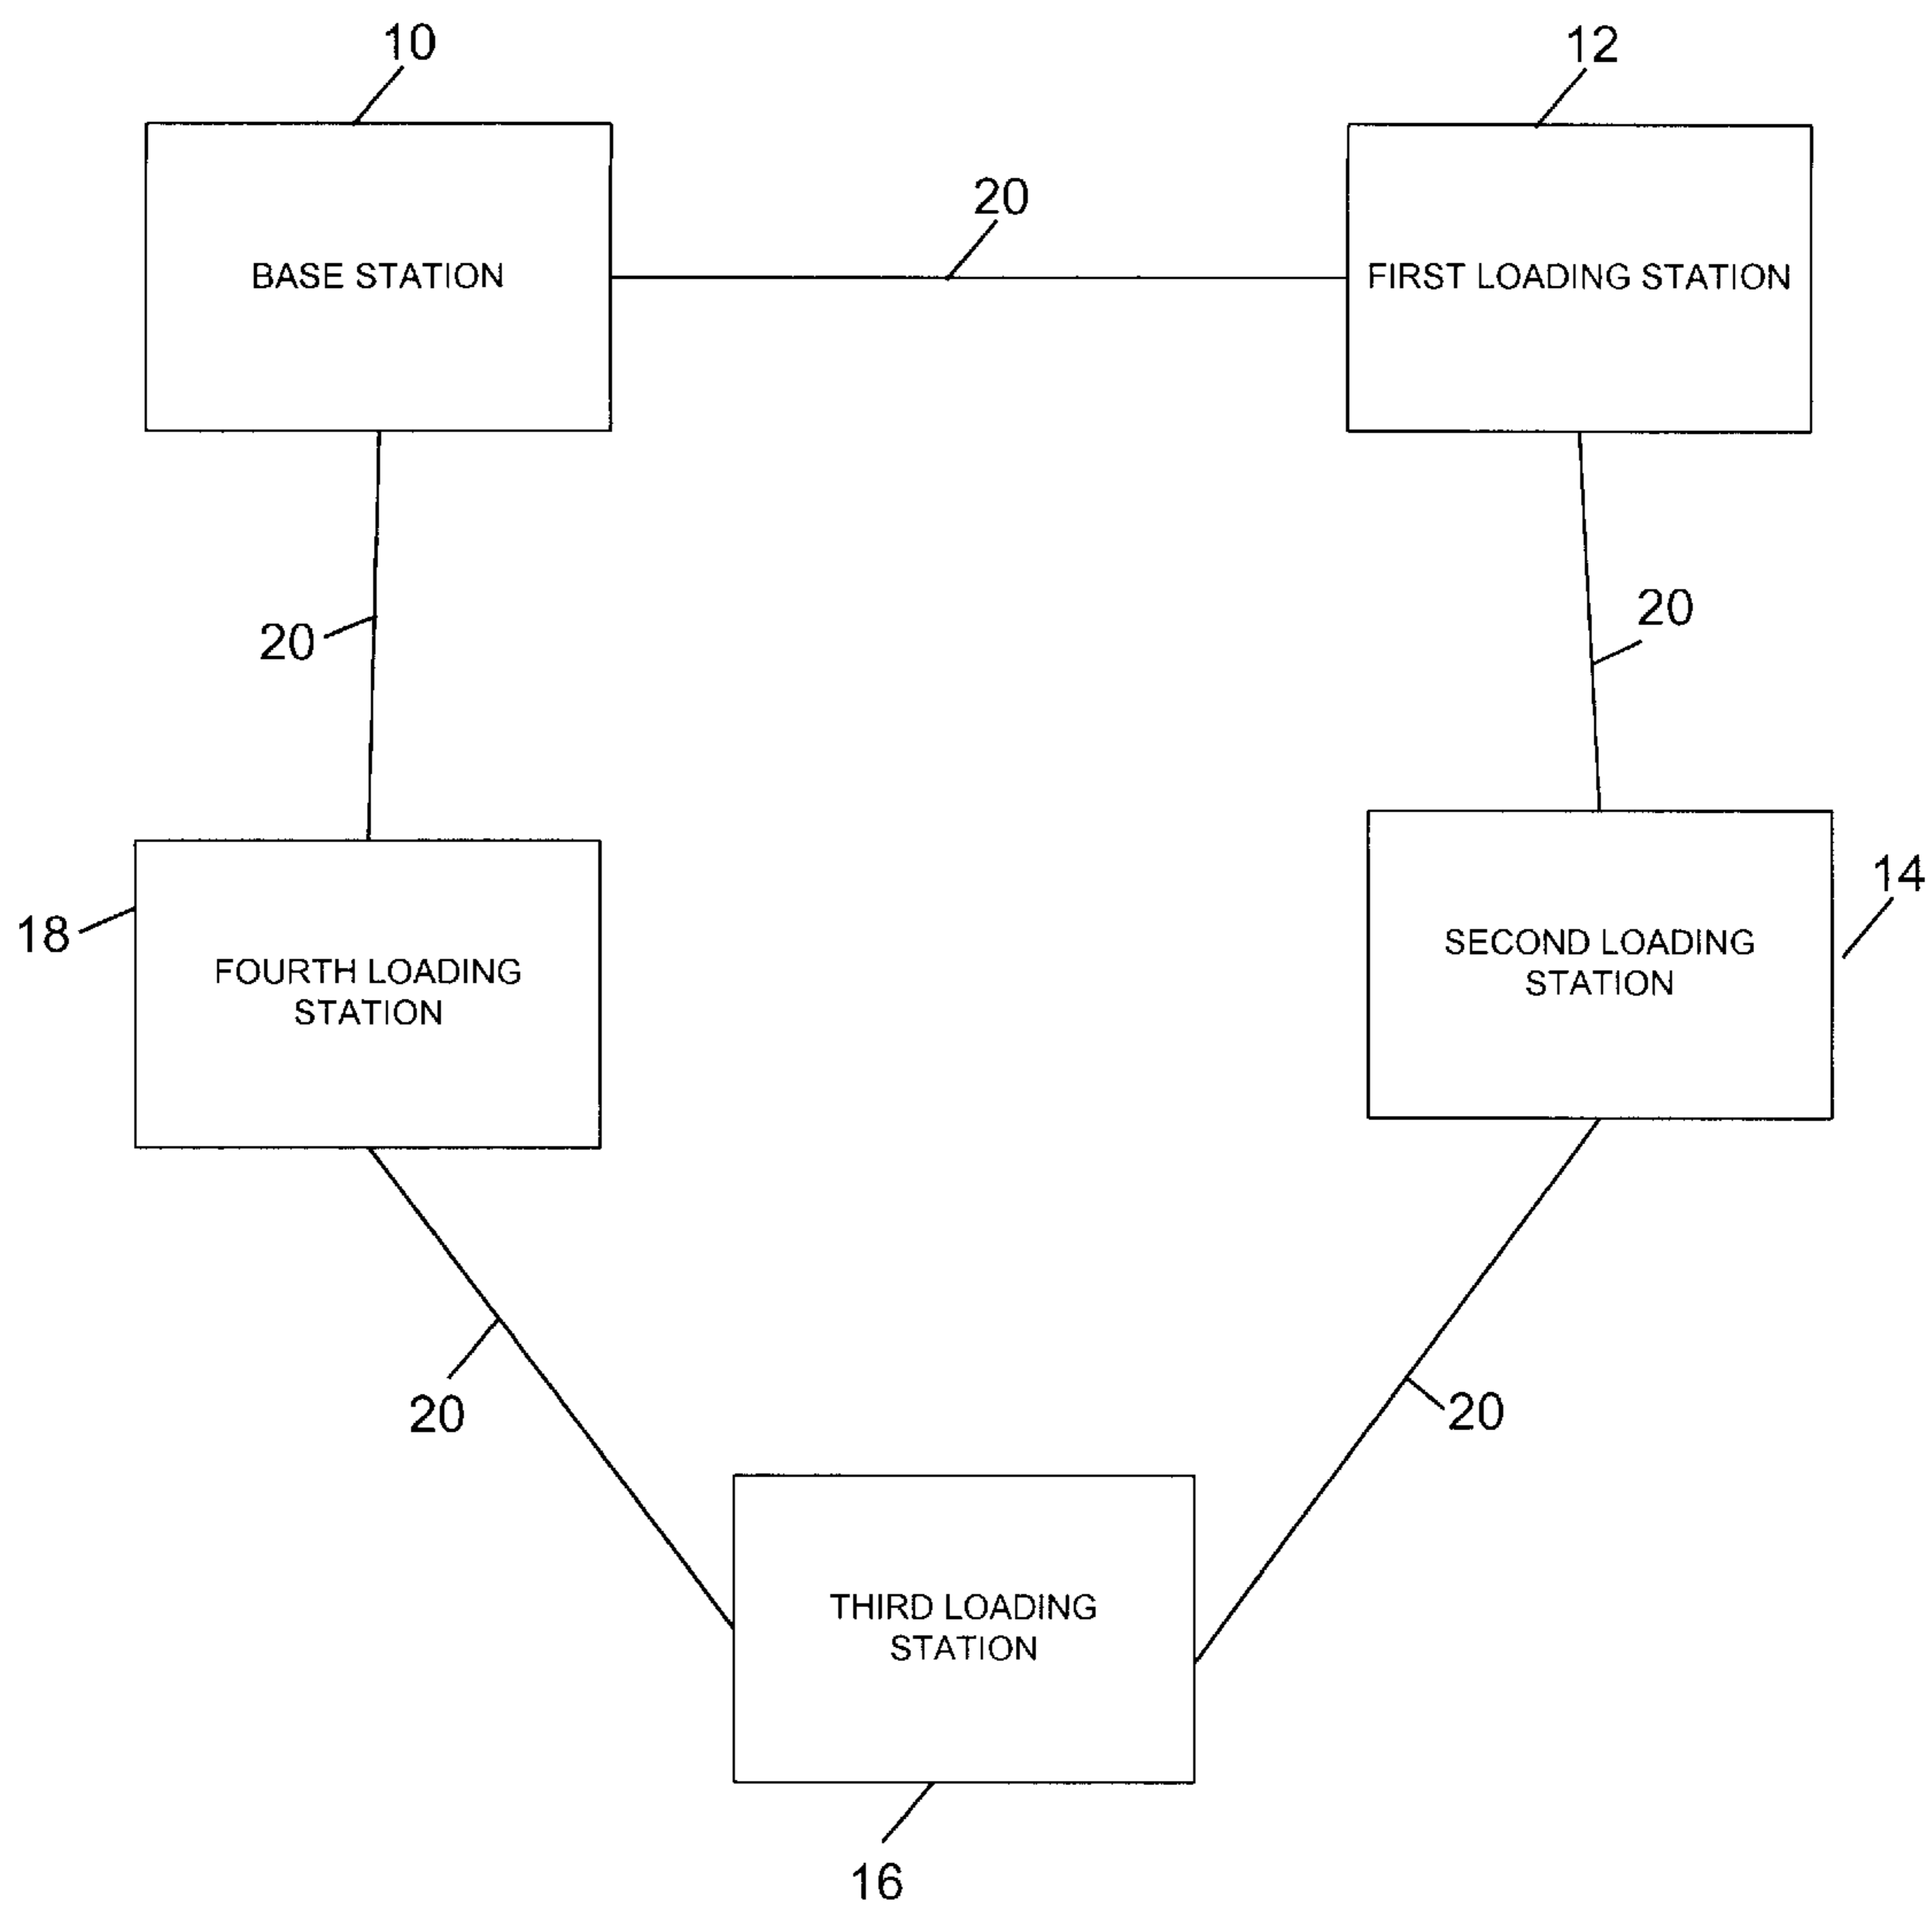 10
12
20
BASE STATION
FIRST LOADING STATION
20
20
14
18
FOURTH LOADING
STATION
SECOND LOADING
STATION
20
20
THIRD LOADING
STATION
16